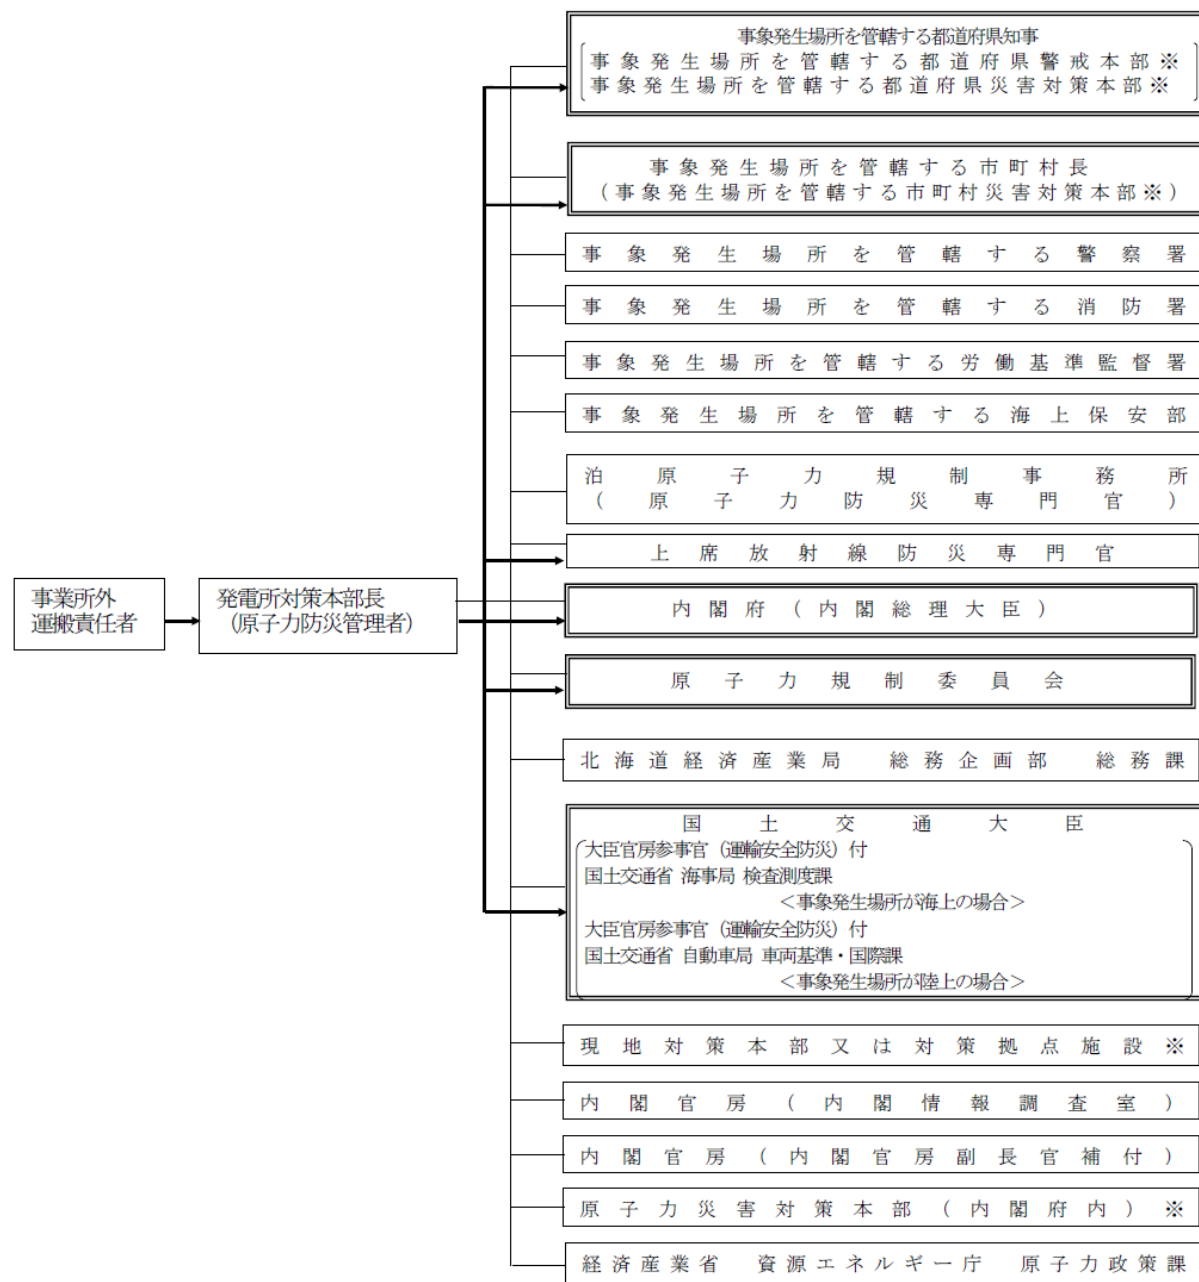 事象発生場所を管轄する都道府県知事
事象発生場所を管轄する都道府県警戒本部※
事象発生場所を管轄する都道府県災害対策本部※
事象発生場所を管轄する市町村長
（事象発生場所を管轄する市町村災害対策本部※）
事象発生場所を管轄する警察署
事象発生場所を管轄する消防署
事象発生場所を管轄する労働基準監督署
事象発生場所を管轄する海上保安部
泊原子力規制事務所
（原子力防災専門官）
上席放射線防災専門官
事業所外
運搬責任者
発電所対策本部長
（原子力防災管理者）
内閣府（内閣総理大臣）
原子力規制委員会
北海道経済産業局　総務企画部　総務課
国土交通大臣
大臣官房参事官（運輸安全防災）付
国土交通省 海事局 検査測度課
＜事象発生場所が海上の場合＞
大臣官房参事官（運輸安全防災）付
国土交通省 自動車局 車両基準・国際課
＜事象発生場所が陸上の場合＞
現地対策本部又は対策拠点施設※
内閣官房（内閣情報調査室）
内閣官房（内閣官房副長官補付）
原子力災害対策本部（内閣府内）※
経済産業省　資源エネルギー庁　原子力政策課